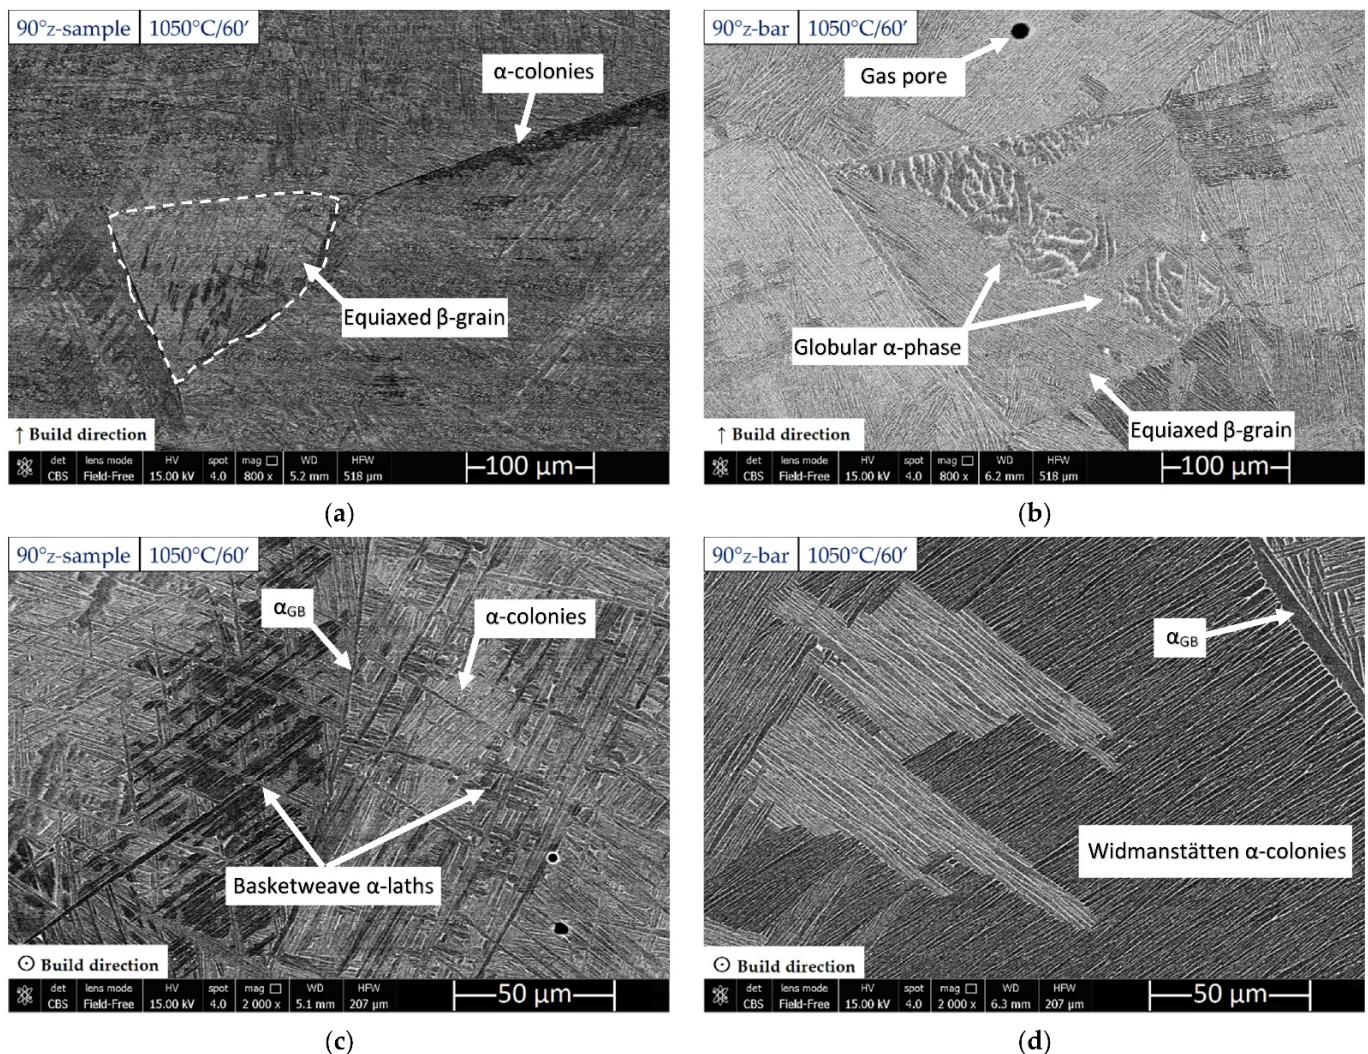 90°z-sample 1050°C/60′
α-colonies
Equiaxed β-grain
↑ Build direction
det lens mode HV spot mag WD HFW
CBS Field-Free 15.00 kV 4.0 800 x 5.2 mm 518 µm
100 µm
(a)
90°z-bar 1050°C/60′
Gas pore
Globular α-phase
Equiaxed β-grain
↑ Build direction
det lens mode HV spot mag WD HFW
CBS Field-Free 15.00 kV 4.0 800 x 6.2 mm 518 µm
100 µm
(b)
90°z-sample 1050°C/60′
αGB
α-colonies
Basketweave α-laths
⊙ Build direction
det lens mode HV spot mag WD HFW
CBS Field-Free 15.00 kV 4.0 2 000 x 5.1 mm 207 µm
50 µm
(c)
90°z-bar 1050°C/60′
αGB
Widmanstätten α-colonies
⊙ Build direction
det lens mode HV spot mag WD HFW
CBS Field-Free 15.00 kV 4.0 2 000 x 6.3 mm 207 µm
50 µm
(d)